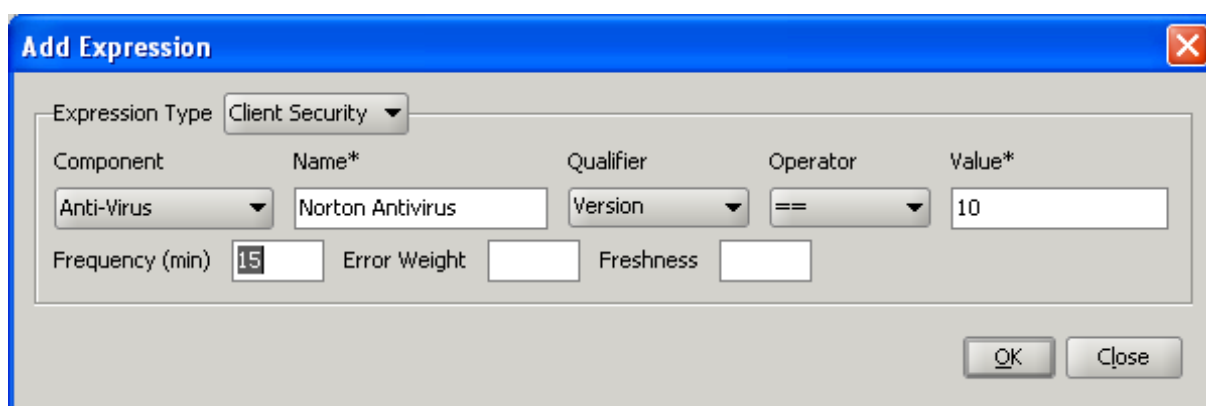 Add Expression
Expression Type Client Security
Component Name* Qualifier Operator Value*
Anti-Virus Norton Antivirus Version == 10
Frequency (min) 15 Error Weight Freshness
OK Close